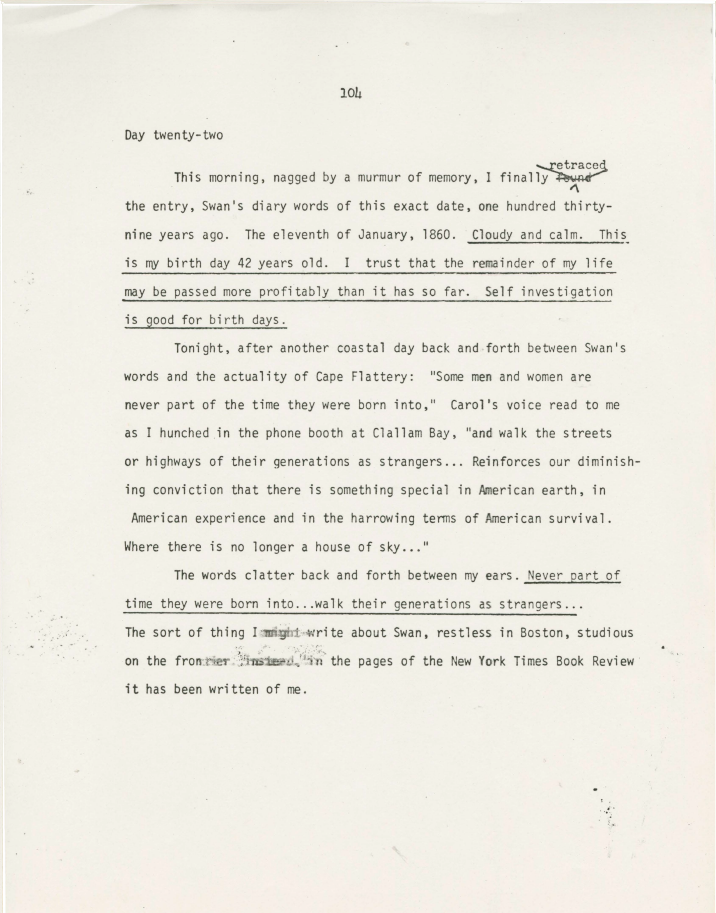 104
Day twenty-two
retraced
This morning, nagged by a murmur of memory, I finally found
the entry, Swan's diary words of this exact date, one hundred thirty-
nine years ago. The eleventh of January, 1860. Cloudy and calm. This
is my birth day 42 years old. I trust that the remainder of my life
may be passed more profitably than it has so far. Self investigation
is good for birth days.
Tonight, after another coastal day back and forth between Swan's
words and the actuality of Cape Flattery: "Some men and women are
never part of the time they were born into," Carol's voice read to me
as I hunched in the phone booth at Clallam Bay, "and walk the streets
or highways of their generations as strangers... Reinforces our diminish-
ing conviction that there is something special in American earth, in
American experience and in the harrowing terms of American survival.
Where there is no longer a house of sky..."
The words clatter back and forth between my ears. Never part of
time they were born into...walk their generations as strangers...
The sort of thing I might write about Swan, restless in Boston, studious
on the frontier. Instead, in the pages of the New York Times Book Review
it has been written of me.